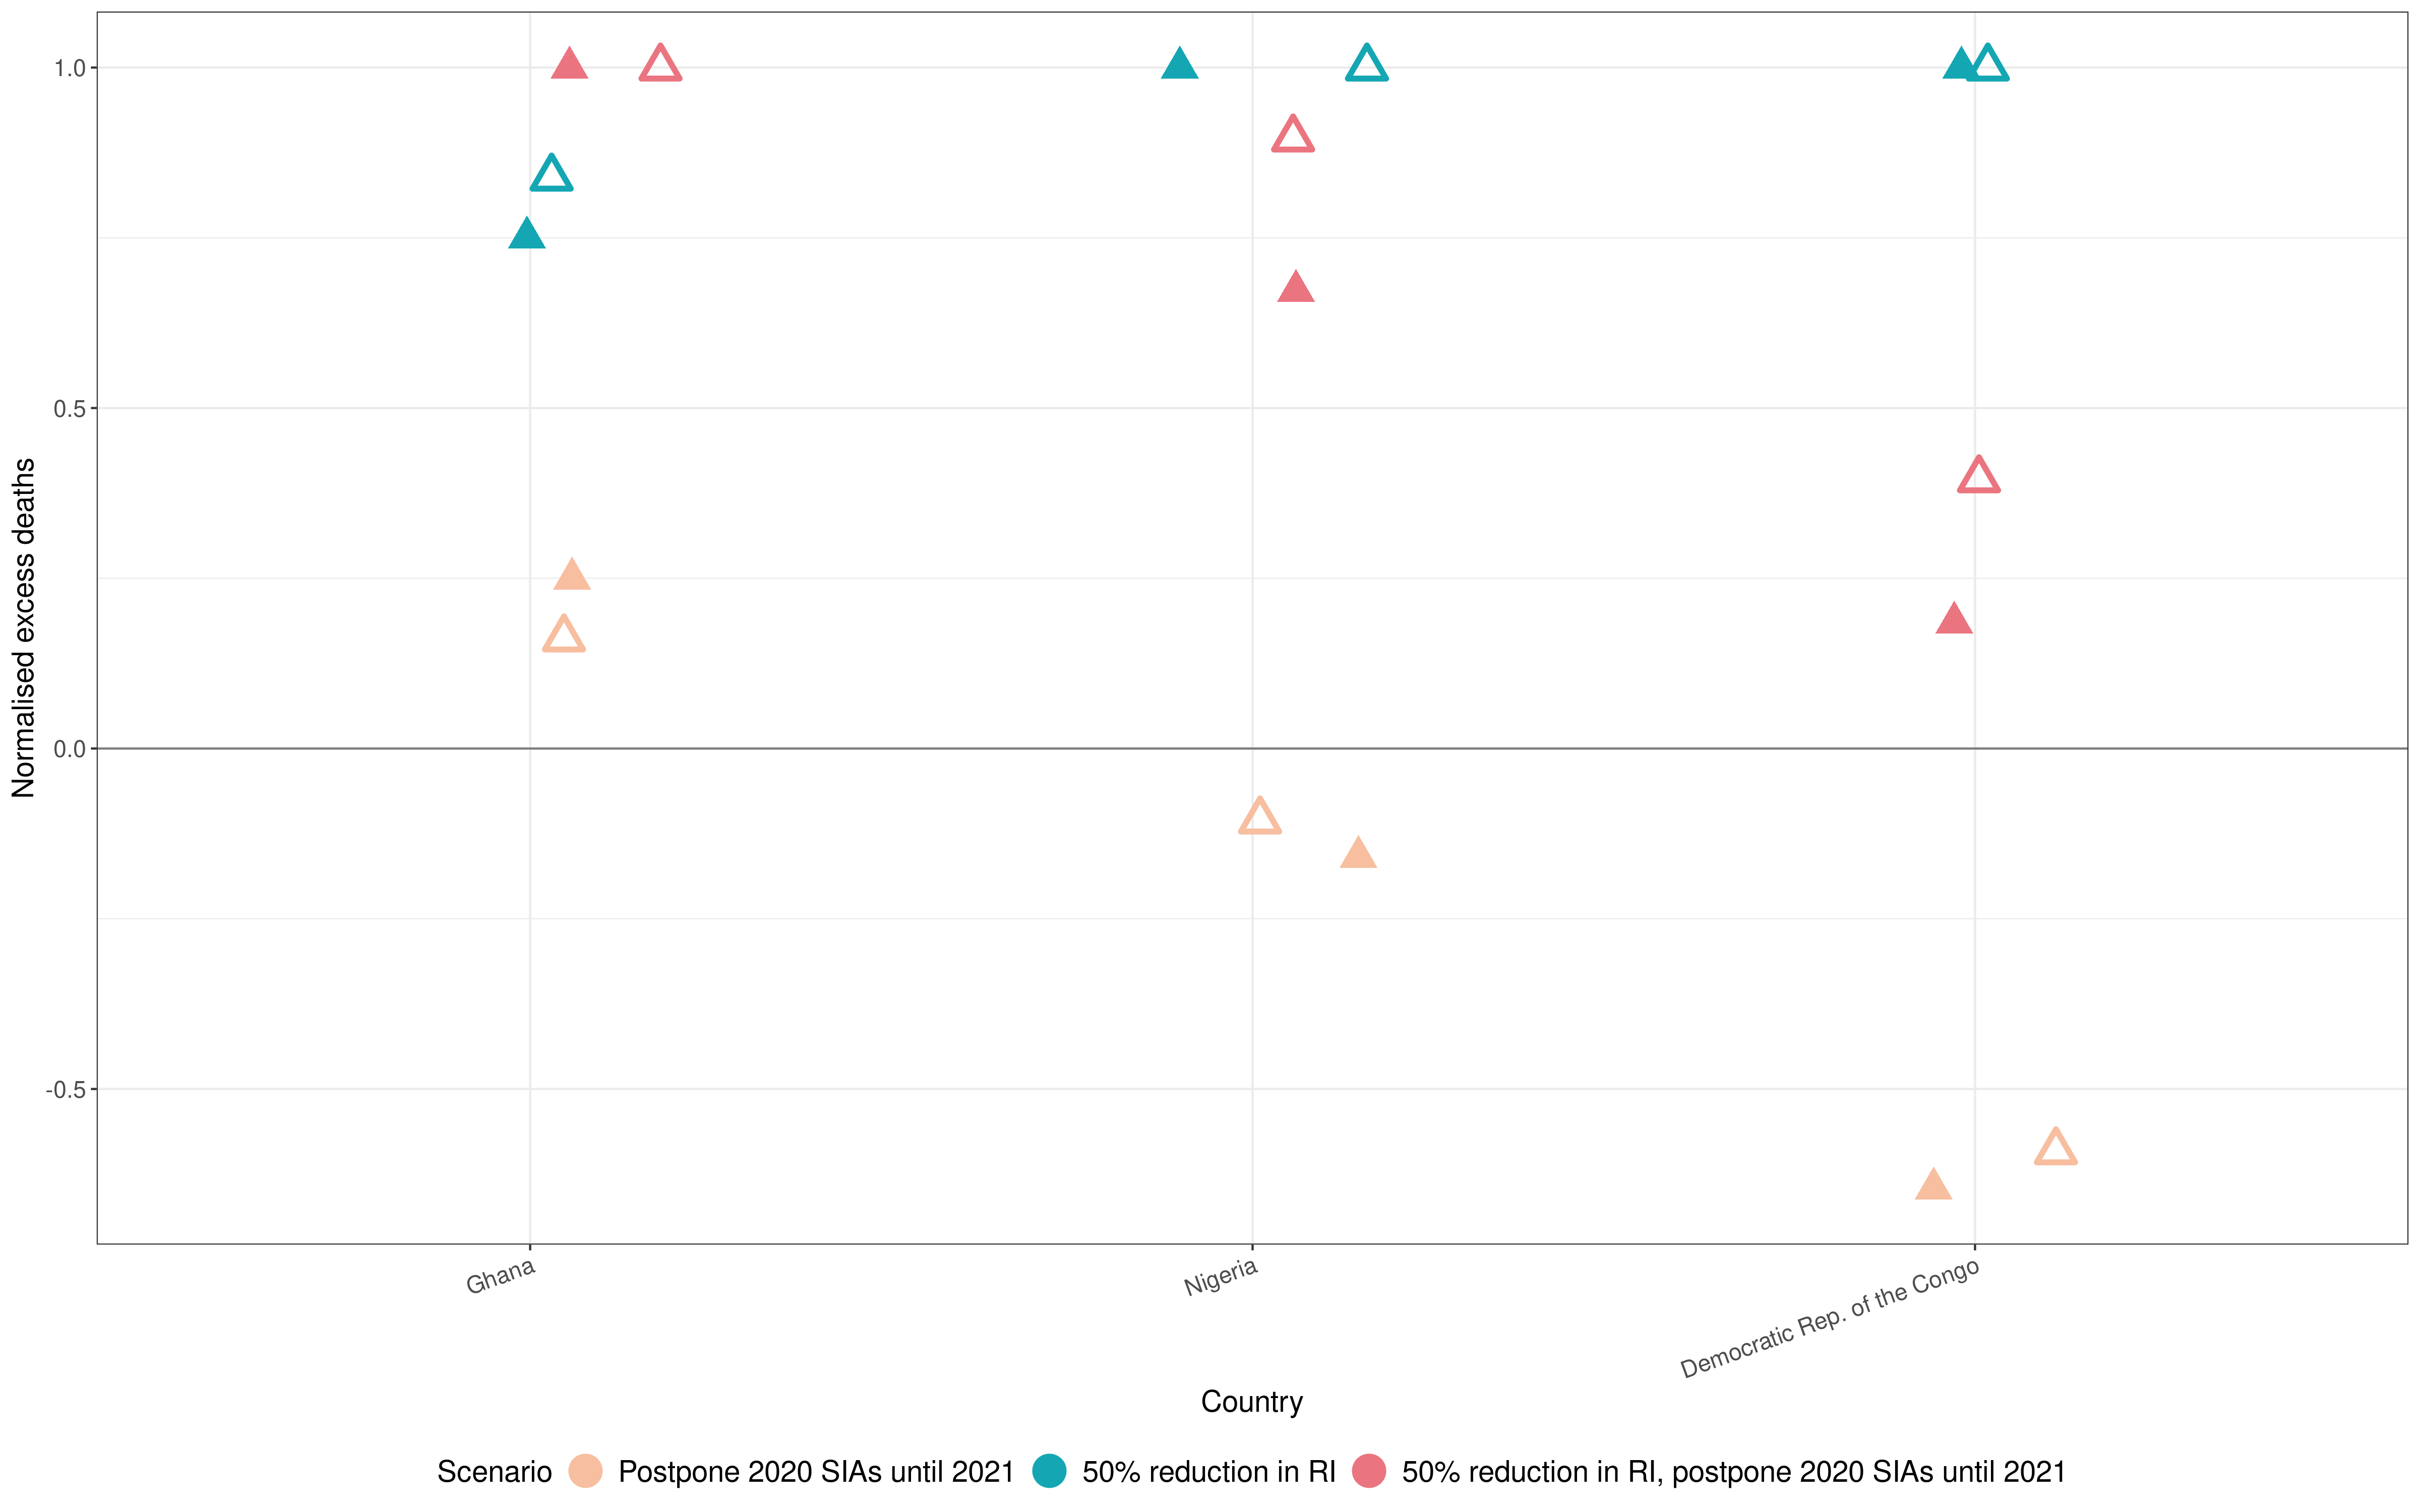 1.0
0.5
0.0
-0.5
Normalised excess deaths
Ghana
Nigeria
Democratic Rep. of the Congo
Country
Scenario Postpone 2020 SIAs until 2021 50% reduction in RI 50% reduction in RI, postpone 2020 SIAs until 2021